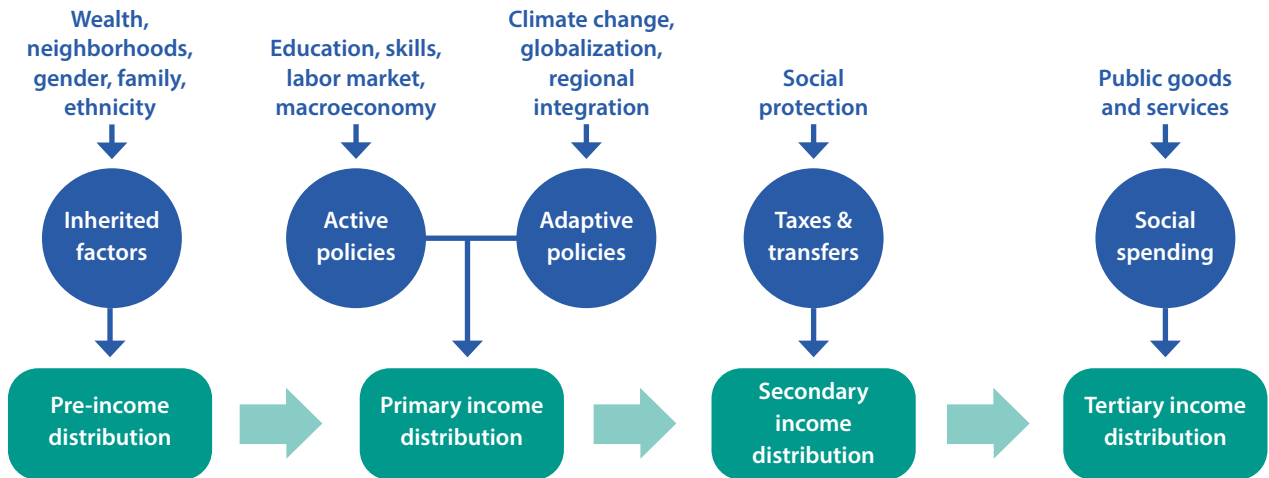 Wealth,
neighborhoods,
gender, family,
ethnicity
Education, skills,
labor market,
macroeconomy
Climate change,
globalization,
regional
integration
Social
protection
Public goods
and services
Inherited
factors
Active
policies
Adaptive
policies
Taxes &
transfers
Social
spending
Pre-income
distribution
Primary income
distribution
Secondary
income
distribution
Tertiary income
distribution